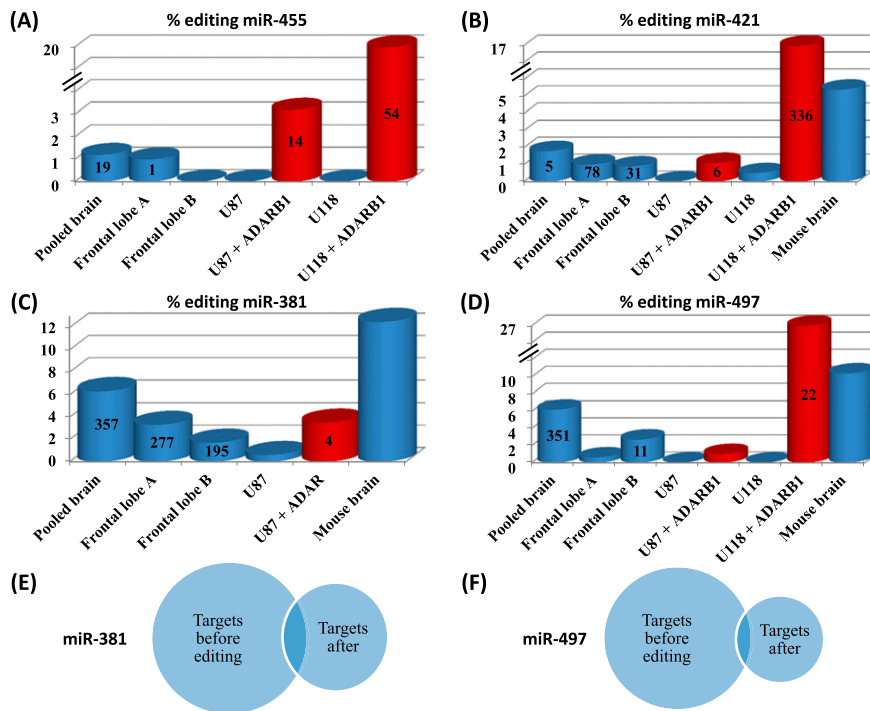 (A)
% editing miR-455
20
3
2
1
0
19
1
14
54
Pooled brain
Frontal lobe A
Frontal lobe B
U87
U87 + ADARB1
U118
U118 + ADARB1
(B)
% editing miR-421
17
5
4
3
2
1
0
5
78
31
6
336
Pooled brain
Frontal lobe A
Frontal lobe B
U87
U87 + ADARB1
U118
U118 + ADARB1
Mouse brain
(C)
% editing miR-381
12
10
8
6
4
2
0
357
277
195
4
Pooled brain
Frontal lobe A
Frontal lobe B
U87
U87 + ADAR
Mouse brain
(D)
% editing miR-497
27
10
8
6
4
2
0
351
11
22
Pooled brain
Frontal lobe A
Frontal lobe B
U87
U87 + ADARB1
U118
U118 + ADARB1
Mouse brain
(E)
miR-381
Targets
before
editing
Targets
after
(F)
miR-497
Targets
before
editing
Targets
after